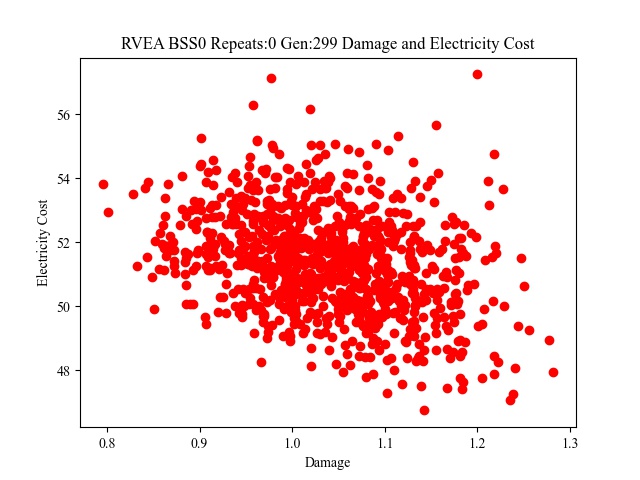 RVEA BSS0 Repeats:0 Gen:299 Damage and Electricity Cost
56
54
52
50
48
Electricity Cost
0.8 0.9 1.0 1.1 1.2 1.3
Damage